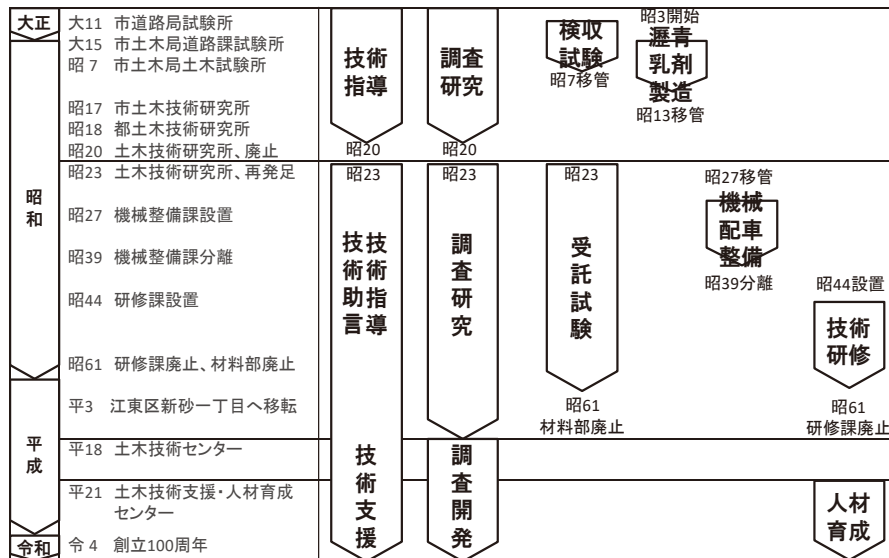 大正
昭和
平成
令和
大11 市道路局試験所
大15 市土木局道路課試験所
昭 7 市土木局土木試験所
昭17 市土木技術研究所
昭18 都土木技術研究所
昭20 土木技術研究所、廃止
昭23 土木技術研究所、再発足
昭27 機械整備課設置
昭39 機械整備課分離
昭44 研修課設置
昭61 研修課廃止、材料部廃止
平3 江東区新砂一丁目へ移転
平18 土木技術センター
平21 土木技術支援・人材育成
センター
令 4 創立100周年
技術
指導
昭20
昭23
技術指導
技術助言
技術支援
調査
研究
昭20
昭23
調査研究
調査開発
検収
試験
昭7移管
昭23
受託試験
昭61
材料部廃止
昭3開始
瀝青
乳剤
製造
昭13移管
昭27移管
機械
配車
整備
昭39分離
昭44設置
技術
研修
昭61
研修課廃止
人材
育成